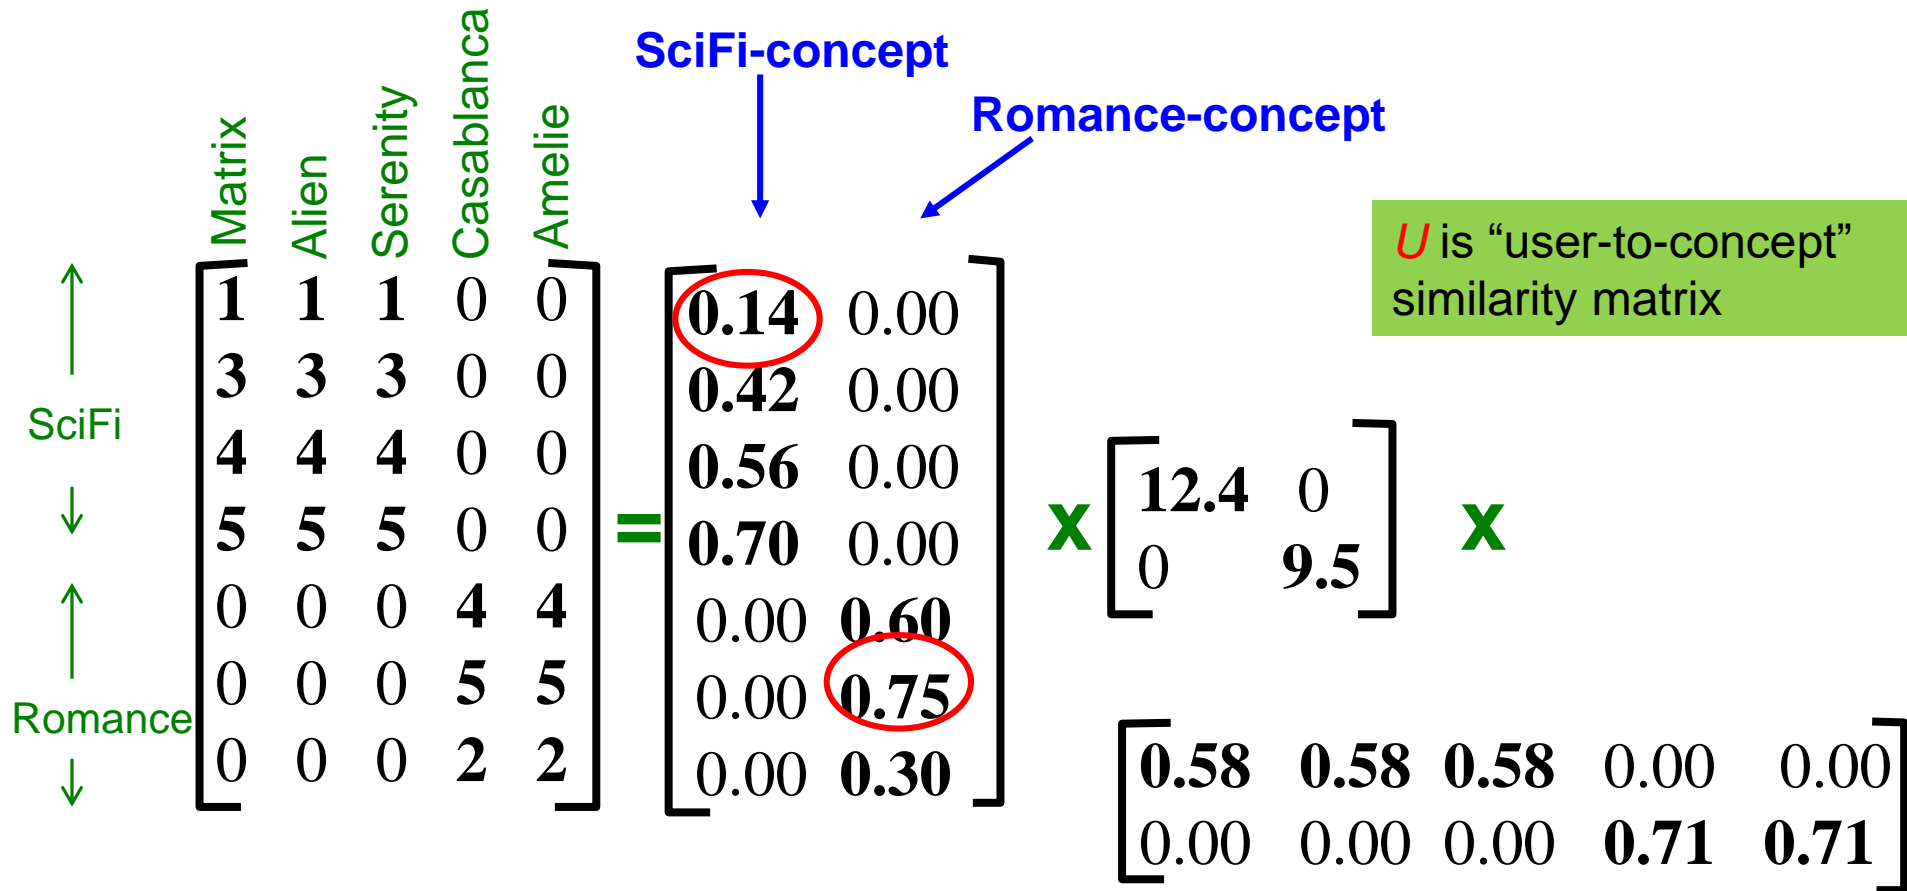 SciFi-concept
Romance-concept
Matrix
Alien
Serenity
Casablanca
Amelie
U is “user-to-concept”
similarity matrix
SciFi
Romance
1 1 1 0 0
3 3 3 0 0
4 4 4 0 0
5 5 5 0 0
0 0 0 4 4
0 0 0 5 5
0 0 0 2 2
=
0.14 0.00
0.42 0.00
0.56 0.00
0.70 0.00
0.00 0.60
0.00 0.75
0.00 0.30
x
12.4 0
0 9.5
x
0.58 0.58 0.58 0.00 0.00
0.00 0.00 0.00 0.71 0.71